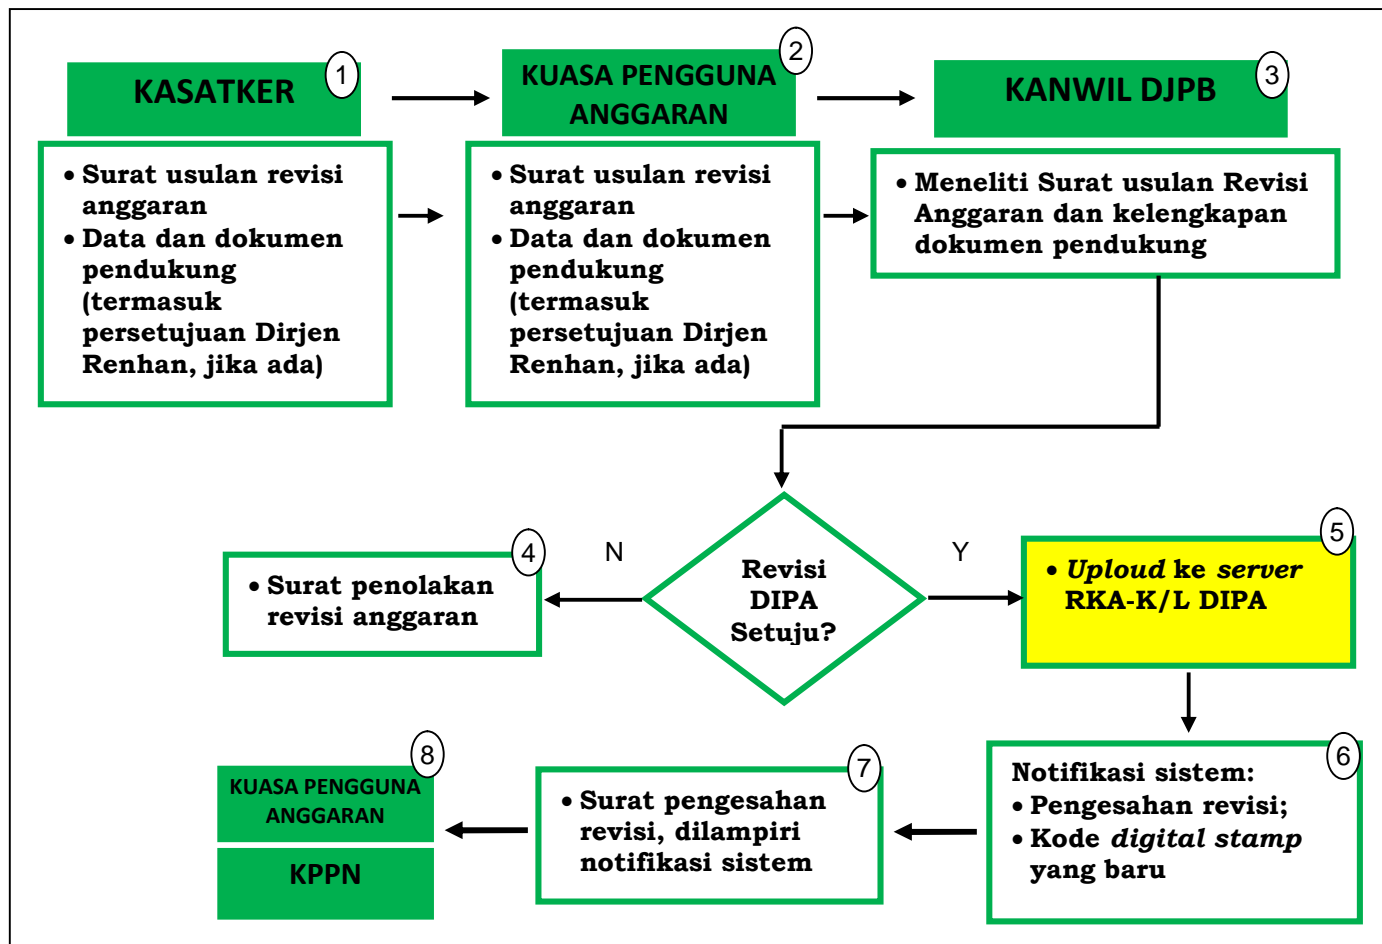 1
KASATKER
2
KUASA PENGGUNA
ANGGARAN
3
KANWIL DJPB
• Surat usulan revisi
anggaran
• Data dan dokumen
pendukung
(termasuk
persetujuan Dirjen
Renhan, jika ada)
• Surat usulan revisi
anggaran
• Data dan dokumen
pendukung
(termasuk
persetujuan Dirjen
Renhan, jika ada)
• Meneliti Surat usulan Revisi
Anggaran dan kelengkapan
dokumen pendukung
Revisi
DIPA
Setuju?
N
Y
4
• Surat penolakan
revisi anggaran
5
• Uploud ke server
RKA-K/L DIPA
6
Notifikasi sistem:
• Pengesahan revisi;
• Kode digital stamp
yang baru
7
• Surat pengesahan
revisi, dilampiri
notifikasi sistem
8
KUASA PENGGUNA
ANGGARAN
KPPN